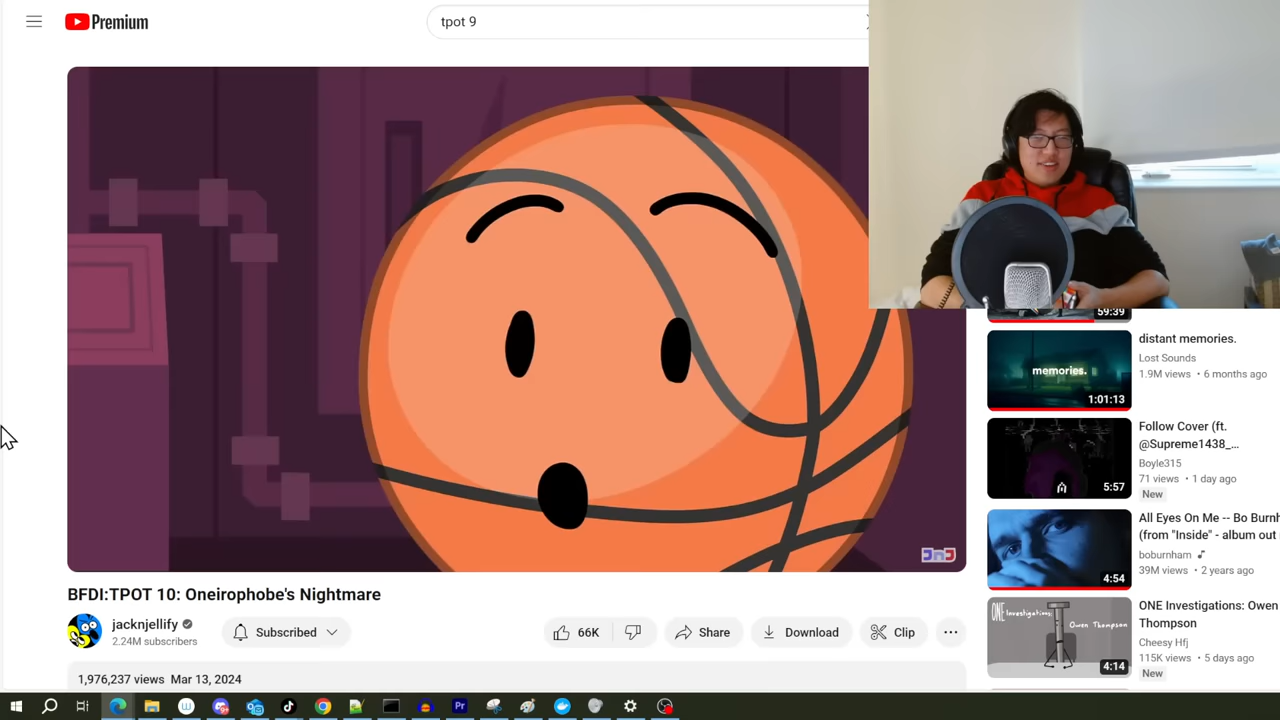 Premium
tpot 9
59:39
distant memories.
Lost Sounds
1.9M views • 6 months ago
memories.
1:01:13
Follow Cover (ft.
@Supreme1438_...
Boyle315
71 views • 1 day ago
New
5:57
All Eyes On Me -- Bo Burnh
(from "Inside" - album out
boburnham
39M views • 2 years ago
4:54
ONE Investigations: Owen
Thompson
Cheesy Hfj
115K views • 5 days ago
New
ONE Investigations:
Owen Thompson
4:14
BFDI:TPOT 10: Oneirophobe's Nightmare
jacknjellify
2.24M subscribers
Subscribed
66K
Share
Download
Clip
1,976,237 views Mar 13, 2024